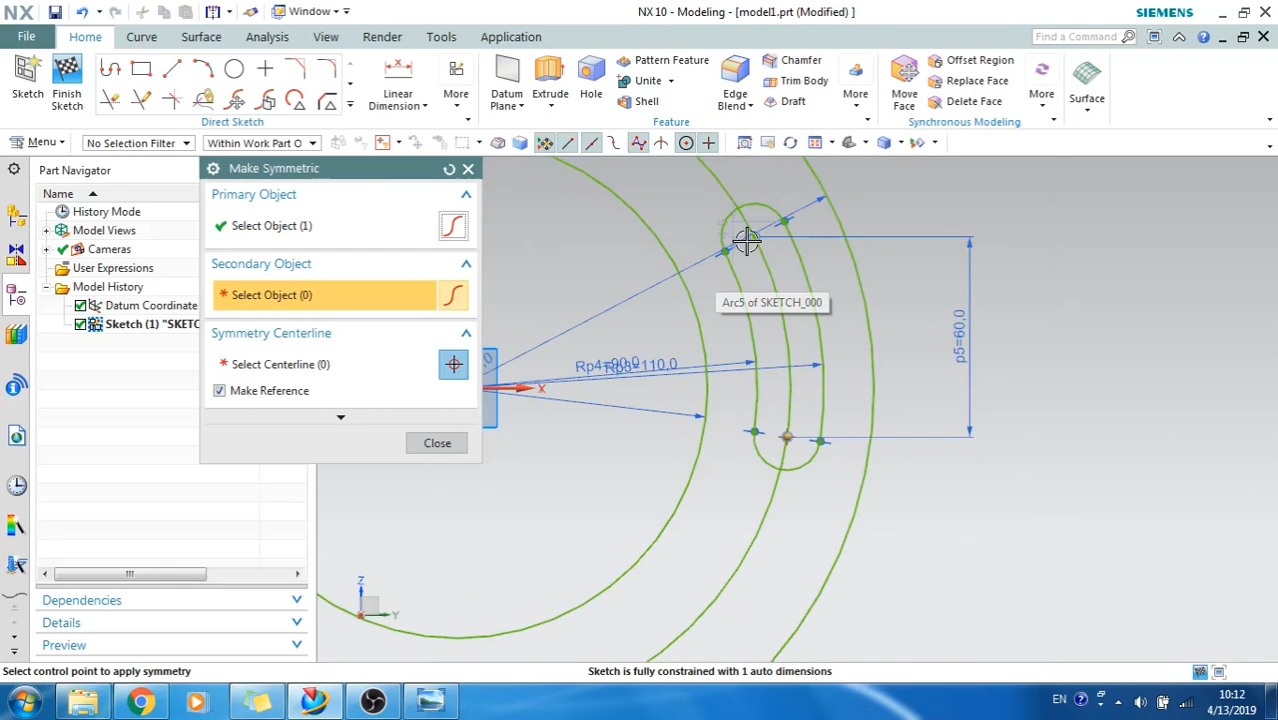 NX
Window
NX 10 - Modeling - [model1.prt (Modified) ]
SIEMENS
File
Home
Curve
Surface
Analysis
View
Render
Tools
Application
Find a Command
Sketch
Finish Sketch
Linear Dimension
More
Datum Plane
Extrude
Hole
Pattern Feature
Unite
Shell
Edge Blend
Chamfer
Trim Body
Draft
More
Move Face
Offset Region
Replace Face
Delete Face
More
Surface
Direct Sketch
Feature
Synchronous Modeling
Menu
No Selection Filter
Within Work Part O
Part Navigator
Name
History Mode
Model Views
Cameras
User Expressions
Model History
Datum Coordinate
Sketch (1) "SKETC
Dependencies
Details
Preview
Make Symmetric
Primary Object
Select Object (1)
Secondary Object
* Select Object (0)
Symmetry Centerline
* Select Centerline (0)
Make Reference
Close
Arc5 of SKETCH_000
p5=60,0
X
Z
Y
X
Select control point to apply symmetry
Sketch is fully constrained with 1 auto dimensions
EN
10:12
4/13/2019